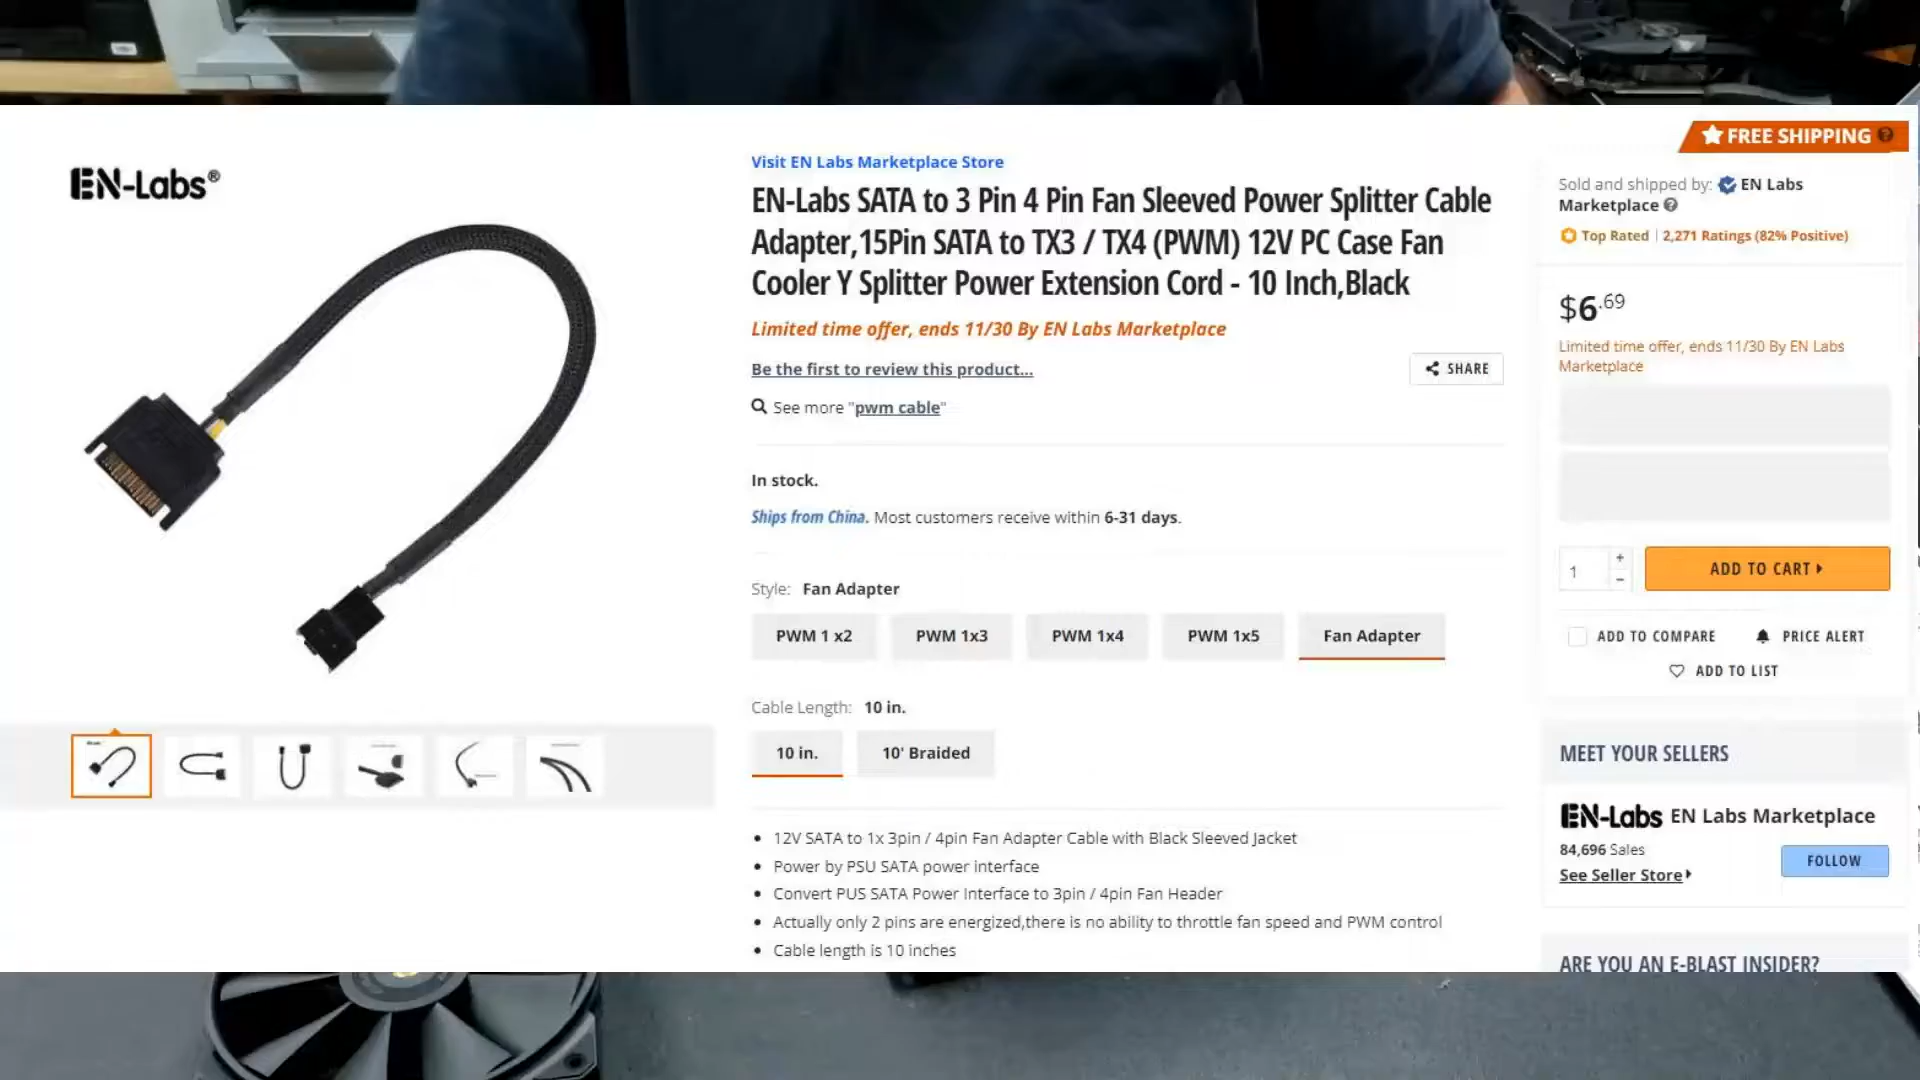 FREE SHIPPING
EN-Labs®
Visit EN Labs Marketplace Store
EN-Labs SATA to 3 Pin 4 Pin Fan Sleeved Power Splitter Cable
Adapter,15Pin SATA to TX3 / TX4 (PWM) 12V PC Case Fan
Cooler Y Splitter Power Extension Cord - 10 Inch,Black
Limited time offer, ends 11/30 By EN Labs Marketplace
Be the first to review this product...
SHARE
See more "pwm cable"
In stock.
Ships from China. Most customers receive within 6-31 days.
Style: Fan Adapter
PWM 1 x2
PWM 1x3
PWM 1x4
PWM 1x5
Fan Adapter
Cable Length: 10 in.
10 in.
10' Braided
• 12V SATA to 1x 3pin / 4pin Fan Adapter Cable with Black Sleeved Jacket
• Power by PSU SATA power interface
• Convert PUS SATA Power Interface to 3pin / 4pin Fan Header
• Actually only 2 pins are energized,there is no ability to throttle fan speed and PWM control
• Cable length is 10 inches
Sold and shipped by: EN Labs
Marketplace
Top Rated | 2,271 Ratings (82% Positive)
$6.69
Limited time offer, ends 11/30 By EN Labs
Marketplace
1
+
−
ADD TO CART
ADD TO COMPARE
PRICE ALERT
ADD TO LIST
MEET YOUR SELLERS
EN-Labs EN Labs Marketplace
84,696 Sales
FOLLOW
See Seller Store
ARE YOU AN E-BLAST INSIDER?